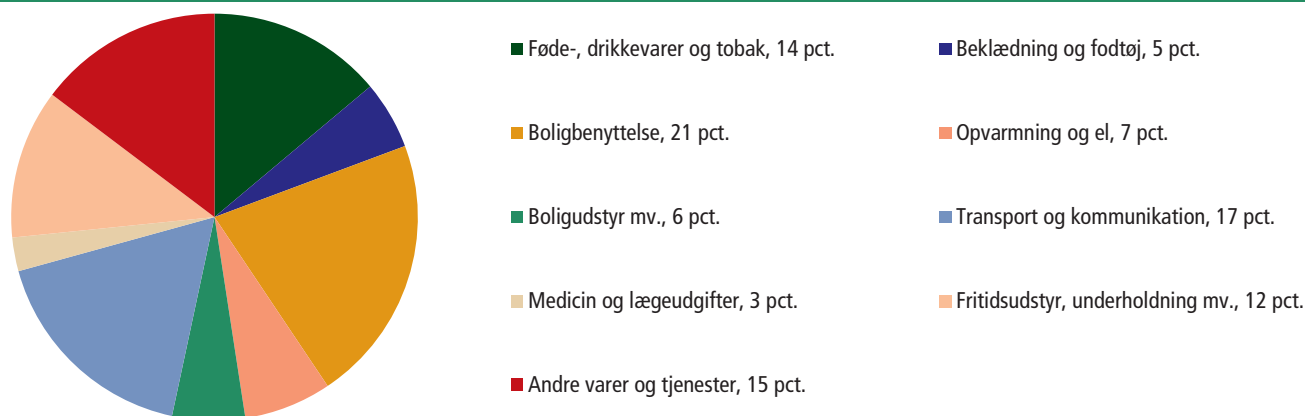 Føde-, drikkevarer og tobak, 14 pct.
Beklædning og fodtøj, 5 pct.
Boligbenyttelse, 21 pct.
Opvarmning og el, 7 pct.
Boligudstyr mv., 6 pct.
Transport og kommunikation, 17 pct.
Medicin og lægeudgifter, 3 pct.
Fritidsudstyr, underholdning mv., 12 pct.
Andre varer og tjenester, 15 pct.